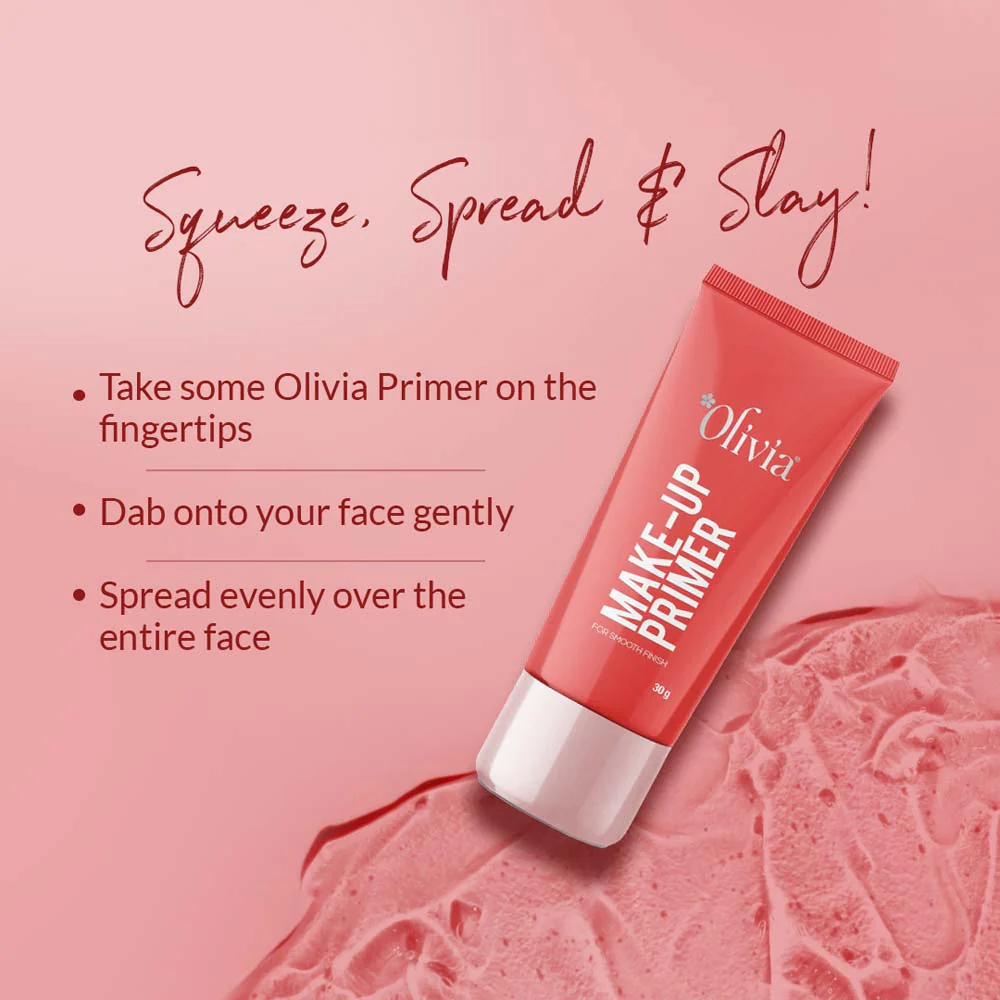 Squeeze, Spread & Slay!
• Take some Olivia Primer on the
fingertips
• Dab onto your face gently
• Spread evenly over the
entire face
Olivia®
MAKE-UP
PRIMER
FOR SMOOTH FINISH
30 g